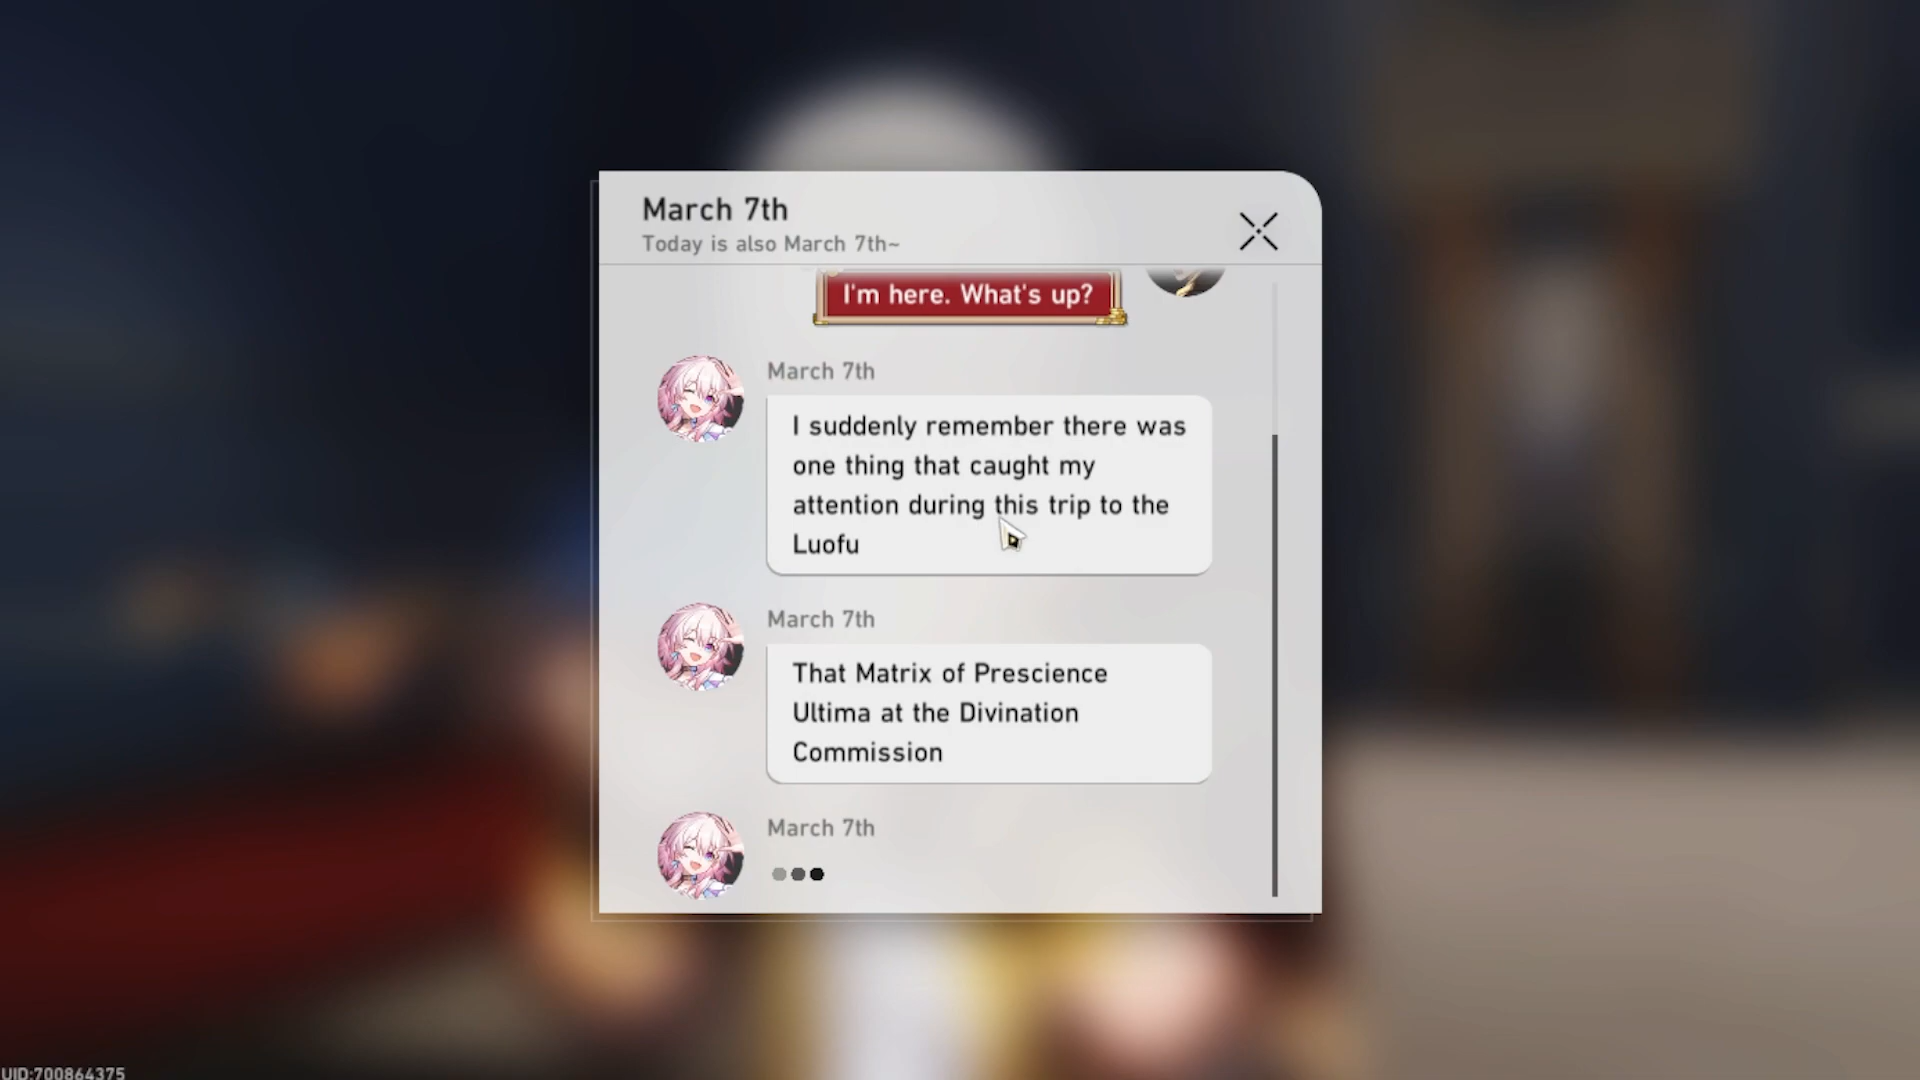 March 7th
Today is also March 7th~
I'm here. What's up?
March 7th
I suddenly remember there was
one thing that caught my
attention during this trip to the
Luofu
March 7th
That Matrix of Prescience
Ultima at the Divination
Commission
March 7th
UID:700864375